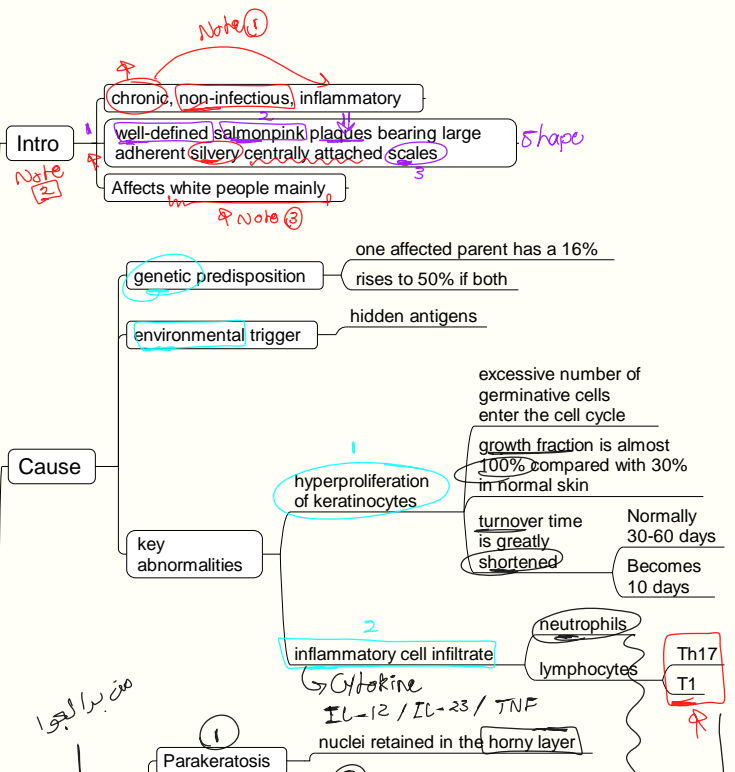 Note 1
chronic, non-infectious, inflammatory
1
2
well-defined salmonpink plaques bearing large
Intro
adherent silvery centrally attached scales
shape
3
Note
2
Affects white people mainly
Note 3
one affected parent has a 16%
genetic predisposition
rises to 50% if both
hidden antigens
environmental trigger
excessive number of
germinative cells
enter the cell cycle
1
growth fraction is almost
100% compared with 30%
in normal skin
Cause
hyperproliferation
of keratinocytes
turnover time
is greatly
shortened
Normally
30-60 days
Becomes
10 days
key
abnormalities
2
inflammatory cell infiltrate
neutrophils
lymphocytes
Th17
T1
Cytokine
IL-12 / IL-23 / TNF
1
nuclei retained in the horny layer
Parakeratosis